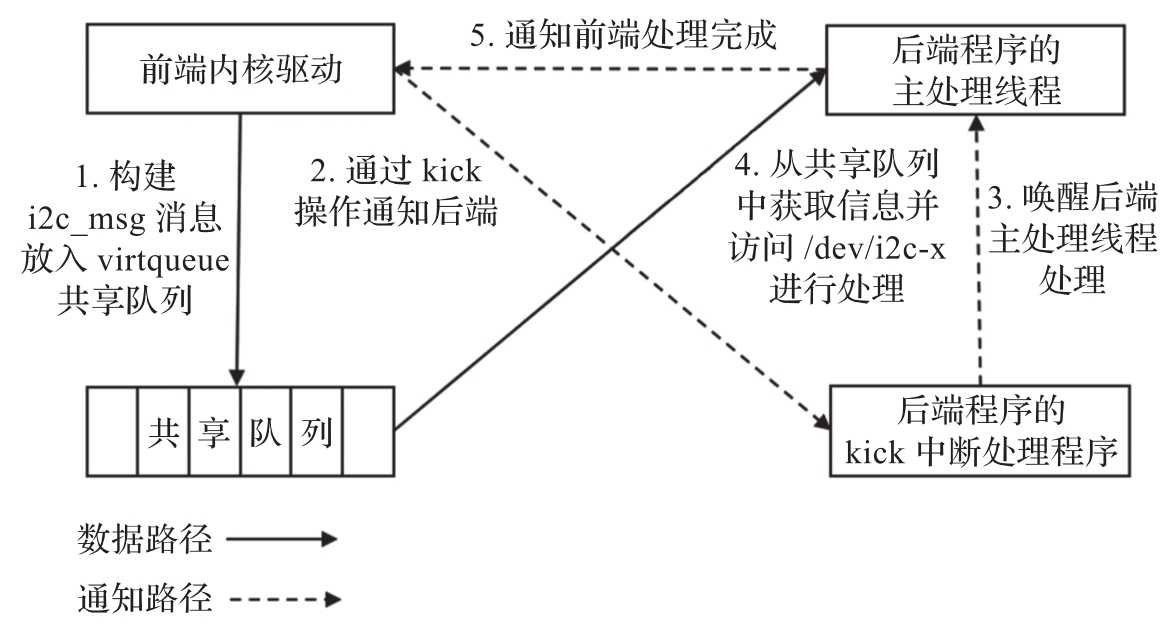 前端内核驱动
5. 通知前端处理完成
后端程序的
主处理线程
1. 构建
i2c_msg 消息
放入 virtqueue
共享队列
2. 通过 kick
操作通知后端
4. 从共享队列
中获取信息并
访问 /dev/i2c-x
进行处理
3. 唤醒后端
主处理线程
处理
共享队列
后端程序的
kick 中断处理程序
数据路径
通知路径